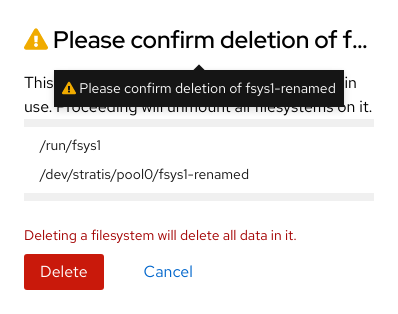 Please confirm deletion of f...
This in
Please confirm deletion of fsys1-renamed
use. Proceeding will unmount all filesystems on it.
/run/fsys1
/dev/stratis/pool0/fsys1-renamed
Deleting a filesystem will delete all data in it.
Delete Cancel